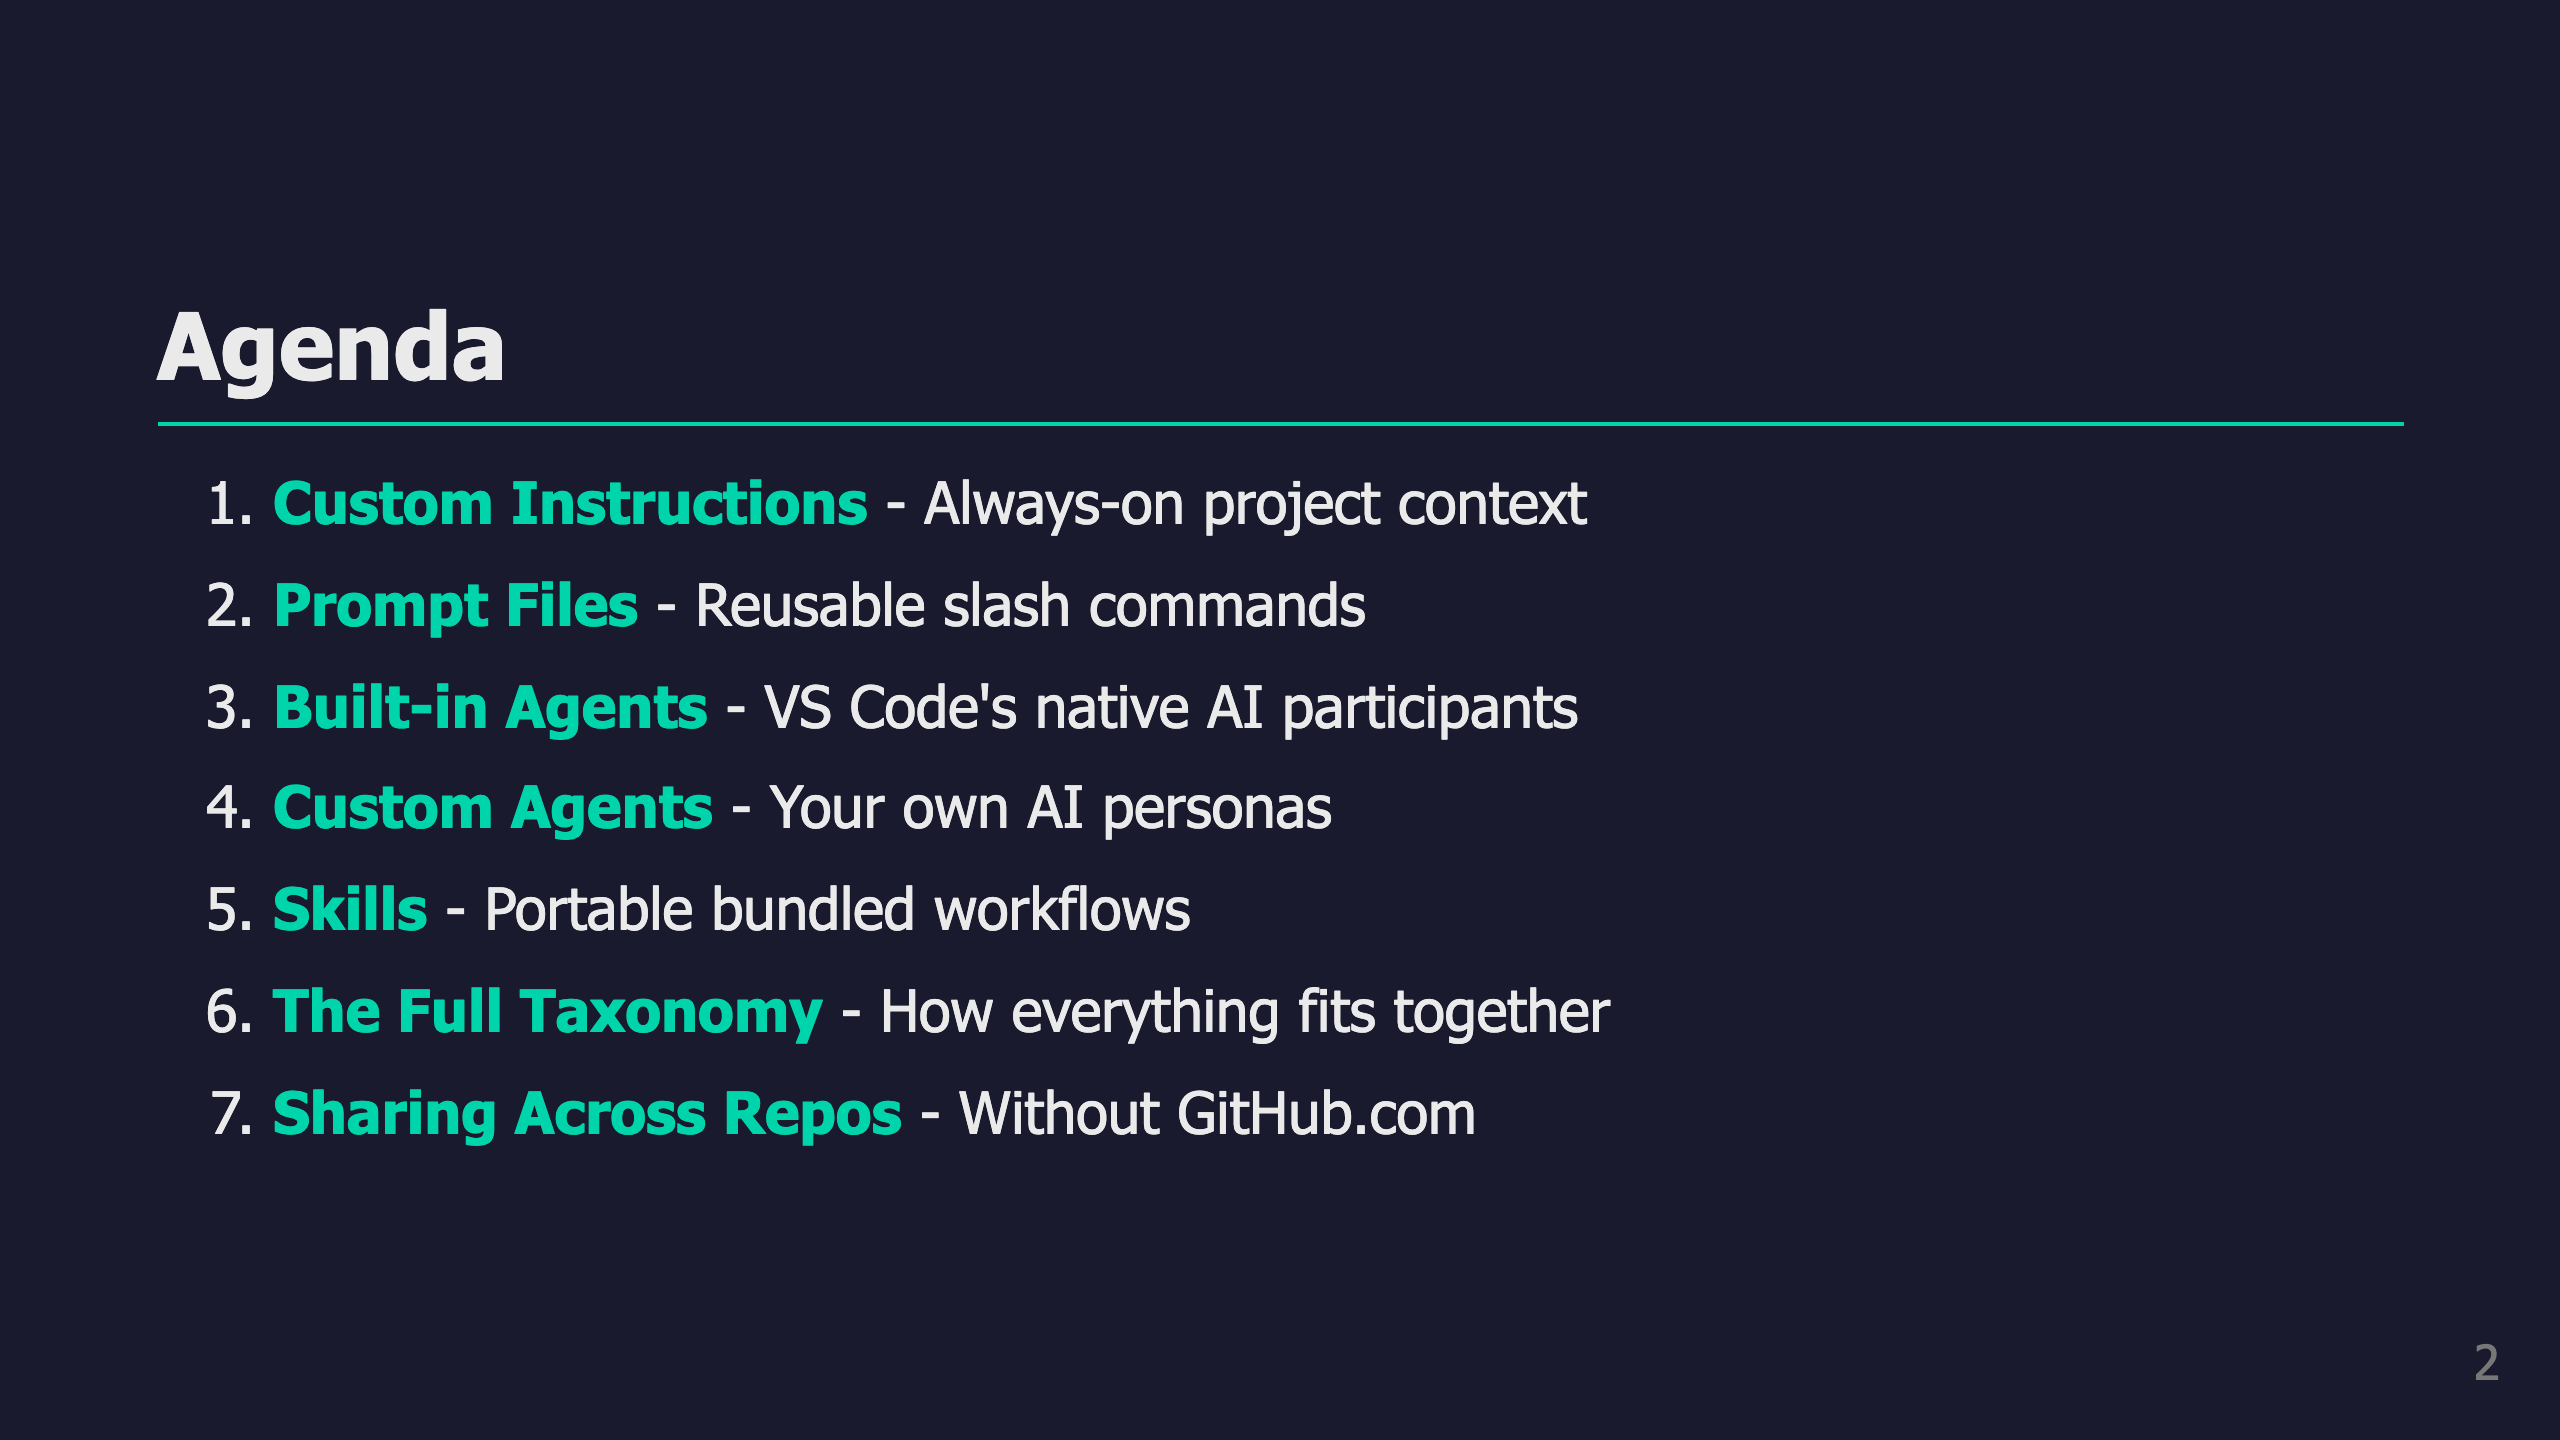 Agenda
1. Custom Instructions - Always-on project context
2. Prompt Files - Reusable slash commands
3. Built-in Agents - VS Code's native AI participants
4. Custom Agents - Your own AI personas
5. Skills - Portable bundled workflows
6. The Full Taxonomy - How everything fits together
7. Sharing Across Repos - Without GitHub.com
2